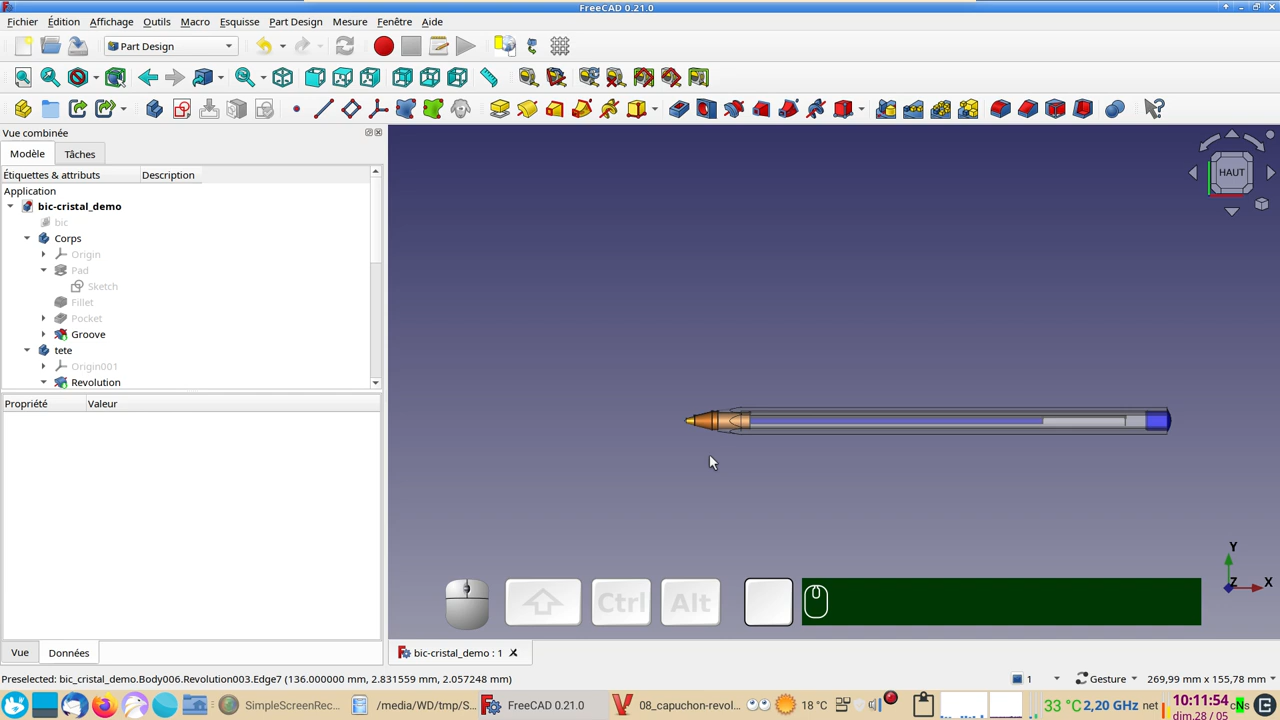 FreeCAD 0.21.0
Fichier Édition Affichage Outils Macro Esquisse Part Design Mesure Fenêtre Aide
Part Design
Vue combinée
Modèle Tâches
Étiquettes & attributs Description
Application
bic-cristal_demo
bic
Corps
Origin
Pad
Sketch
Fillet
Pocket
Groove
tete
Origin001
Revolution
Propriété Valeur
HAUT
Y
Z X
Ctrl Alt
Vue Données
bic-cristal_demo : 1
Preselected: bic_cristal_demo.Body006.Revolution003.Edge7 (136.000000 mm, 2.831559 mm, 2.057248 mm)
1 Gesture 269,99 mm x 155,78 mm
SimpleScreenRec... /media/WD/tmp/S... FreeCAD 0.21.0 08_capuchon-revol... 18 °C 33 °C 2,20 GHz net 10:11:54
dim. 28/05